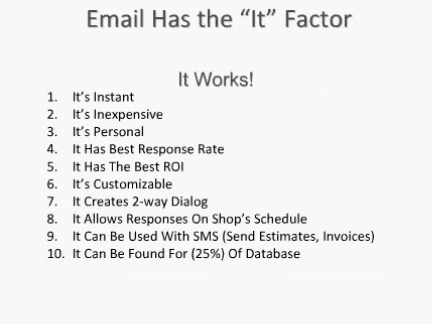 Email Has the “It” Factor
It Works!
1. It’s Instant
2. It’s Inexpensive
3. It’s Personal
4. It Has Best Response Rate
5. It Has The Best ROI
6. It’s Customizable
7. It Creates 2-way Dialog
8. It Allows Responses On Shop’s Schedule
9. It Can Be Used With SMS (Send Estimates, Invoices)
10. It Can Be Found For (25%) Of Database